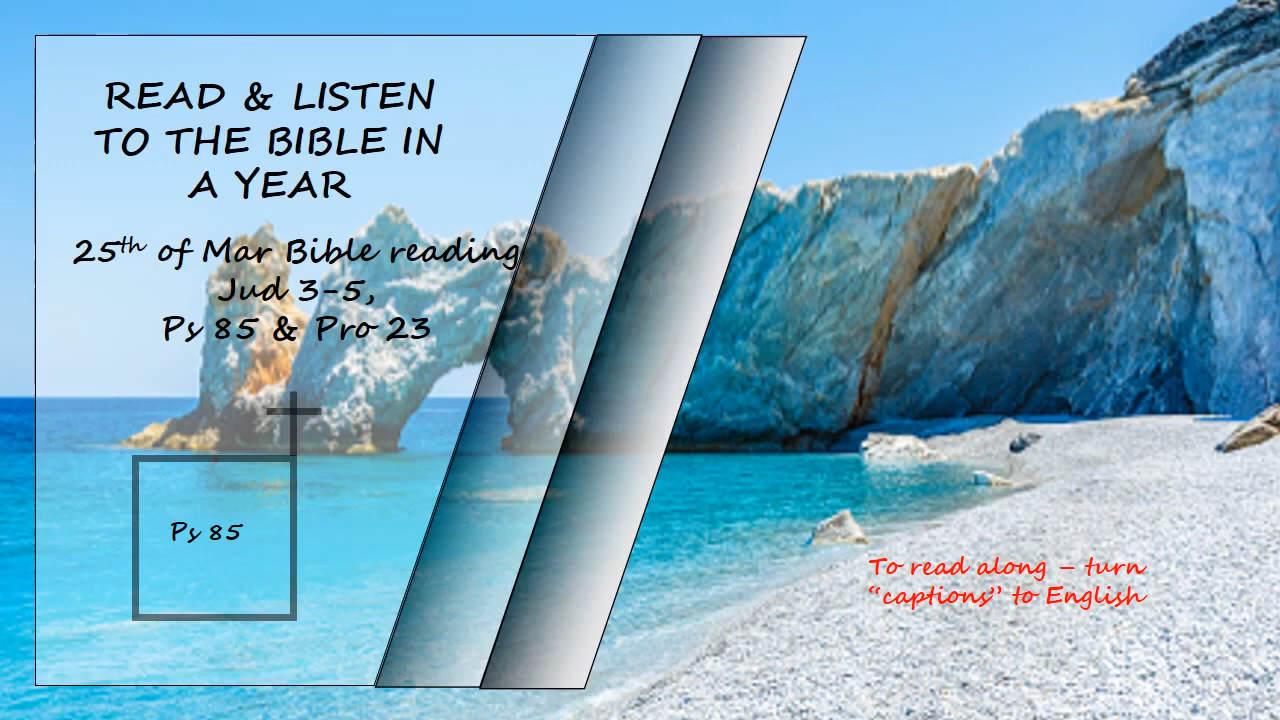 READ & LISTEN
TO THE BIBLE IN
A YEAR
25th of Mar Bible reading
Jud 3-5,
Ps 85 & Pro 23
Ps 85
To read along – turn
“captions” to English